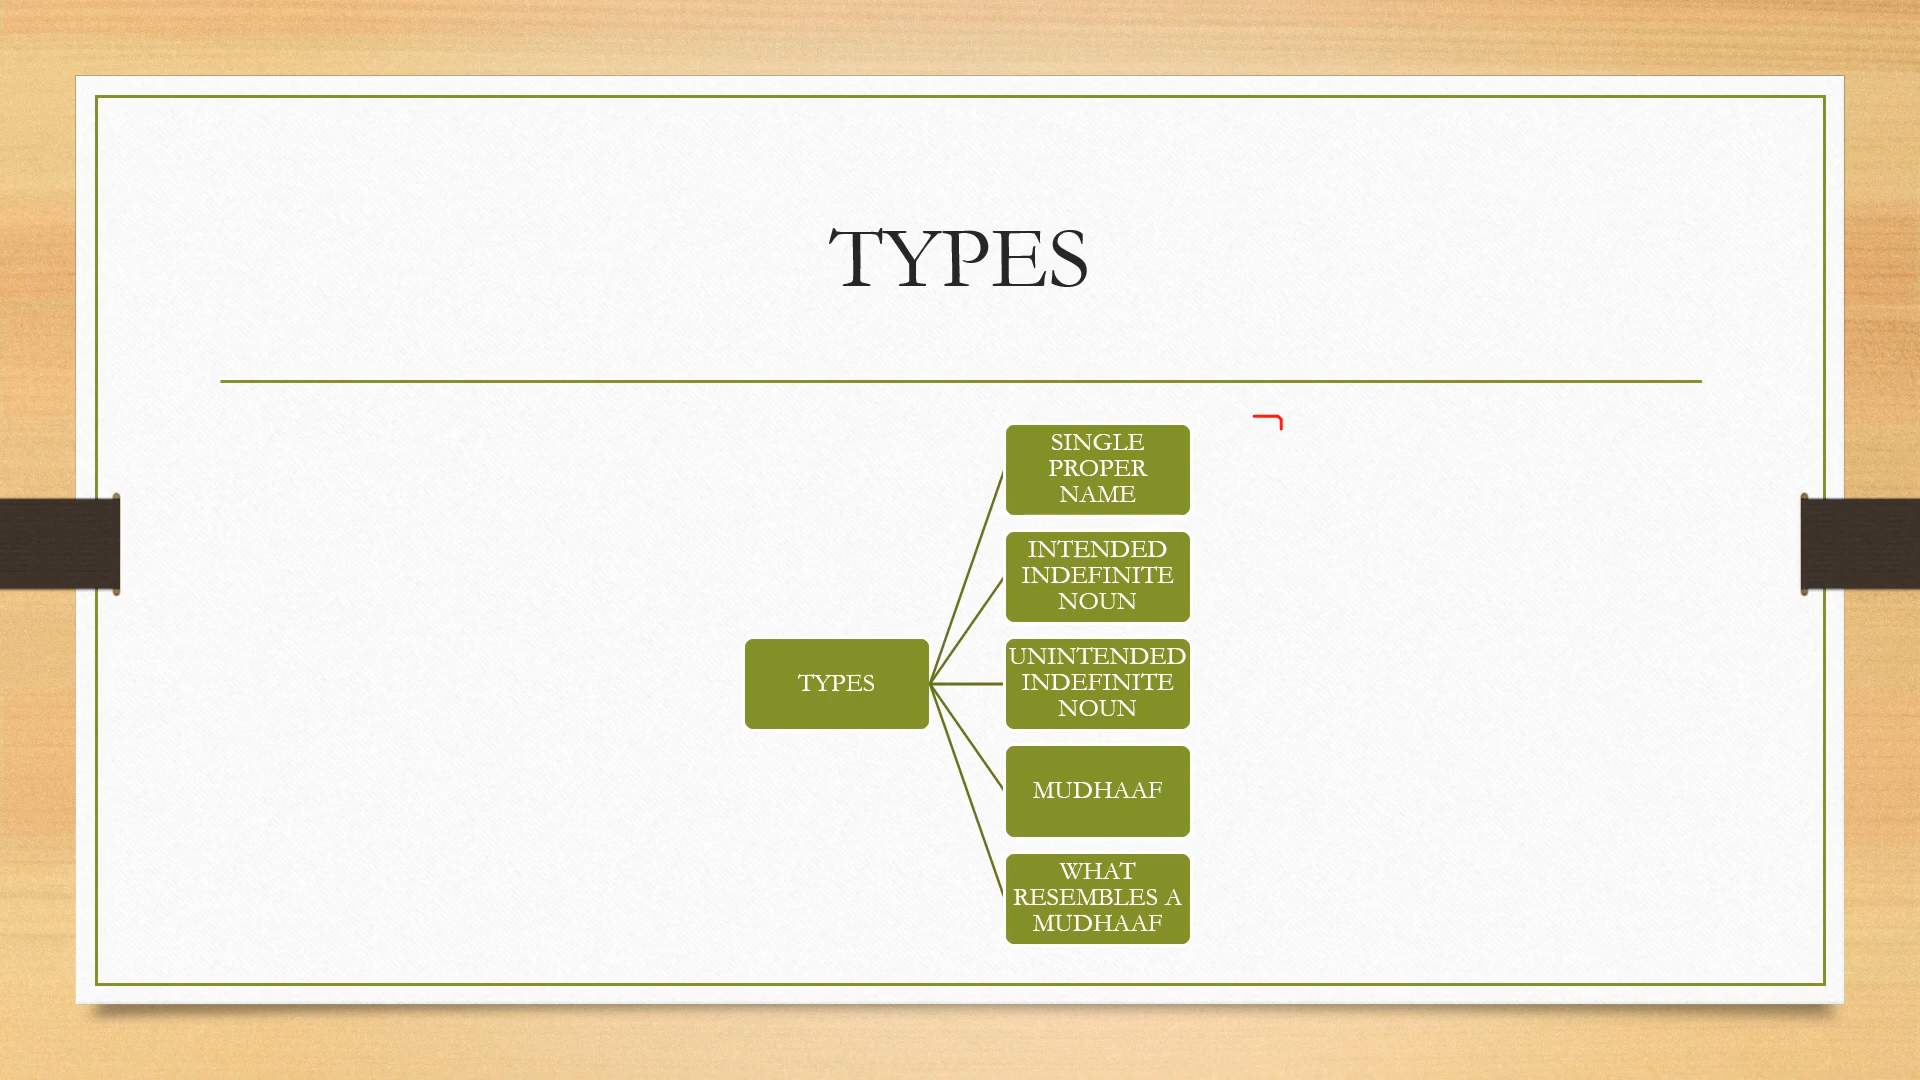 TYPES
SINGLE
PROPER
NAME
INTENDED
INDEFINITE
NOUN
TYPES
UNINTENDED
INDEFINITE
NOUN
MUDHAAF
WHAT
RESEMBLES A
MUDHAAF